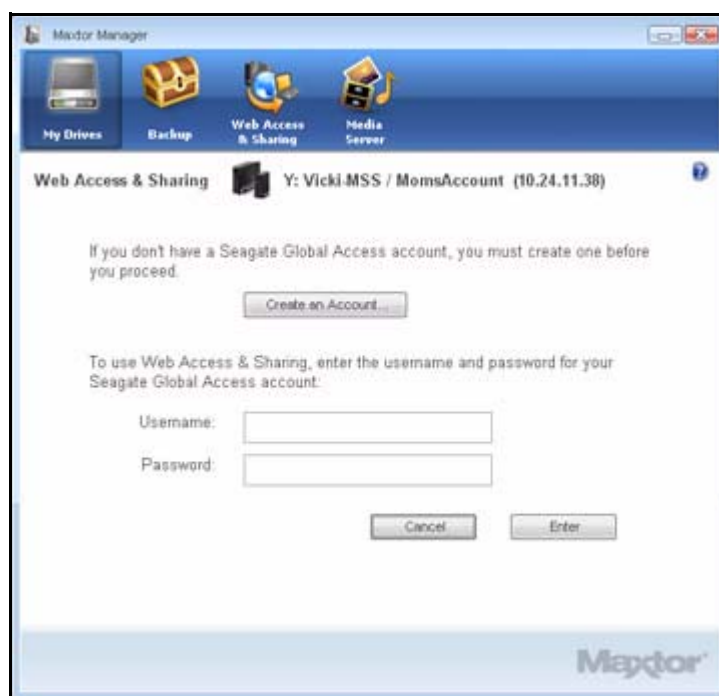 Maxtor Manager
My Drives
Backup
Web Access
& Sharing
Media
Server
Web Access & Sharing
Y: Vicki-MSS / MomsAccount (10.24.11.38)
?
If you don't have a Seagate Global Access account, you must create one before
you proceed.
Create an Account...
To use Web Access & Sharing, enter the username and password for your
Seagate Global Access account.
Username:
Password:
Cancel
Enter
Maxtor